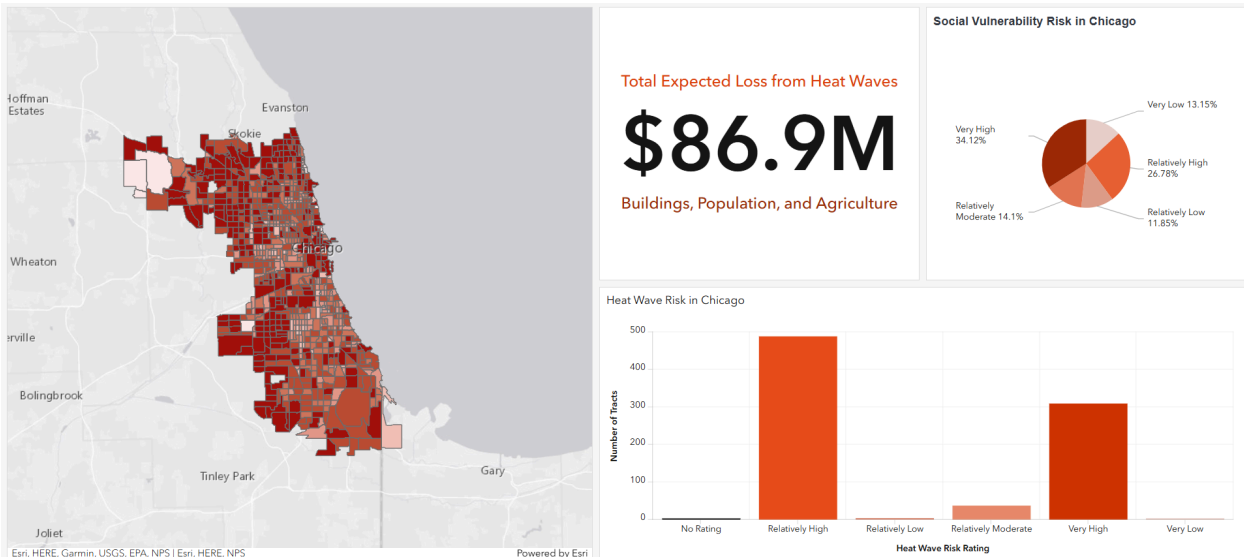 Hoffman
Estates
Evanston
Skokie
Chicago
Wheaton
erville
Bolingbrook
Tinley Park
Gary
Joliet
Esri, HERE, Garmin, USGS, EPA, NPS | Esri, HERE, NPS
Powered by Esri
Total Expected Loss from Heat Waves
$86.9M
Buildings, Population, and Agriculture
Social Vulnerability Risk in Chicago
Very Low 13.15%
Very High
34.12%
Relatively High
26.78%
Relatively
Moderate 14.1%
Relatively Low
11.85%
Heat Wave Risk in Chicago
Number of Tracts
500
400
300
200
100
0
No Rating
Relatively High
Relatively Low
Relatively Moderate
Very High
Very Low
Heat Wave Risk Rating